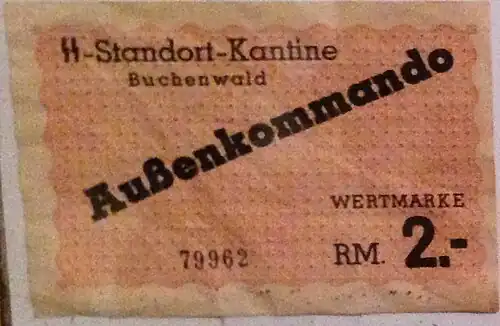 SS-Standort-Kantine
Buchenwald
Außenkommando
WERTMARKE
79962
RM. 2.-